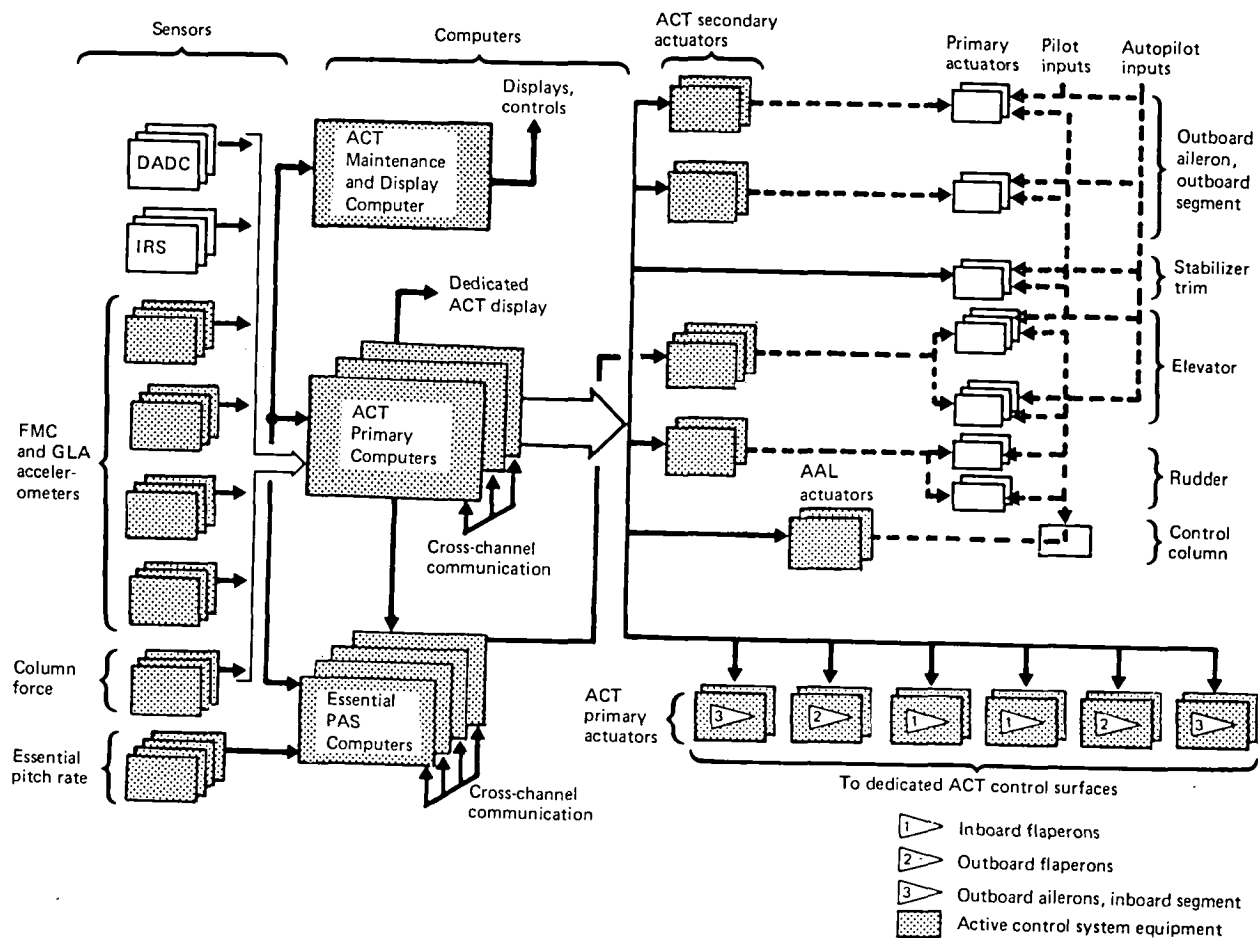 Sensors
Computers
ACT secondary
actuators
Primary
actuators
Pilot
inputs
Autopilot
inputs
Displays,
controls
DADC
IRS
ACT
Maintenance
and Display
Computer
Outboard
aileron,
outboard
segment
Stabilizer
trim
Dedicated
ACT display
Elevator
FMC
and GLA
acceler-
ometers
ACT
Primary
Computers
AAL
actuators
Rudder
Cross-channel
communication
Control
column
Column
force
Essential
PAS
Computers
Essential
pitch rate
Cross-channel
communication
ACT
primary
actuators
3
2
1
1
2
3
To dedicated ACT control surfaces
1 Inboard flaperons
2 Outboard flaperons
3 Outboard ailerons, inboard segment
Active control system equipment